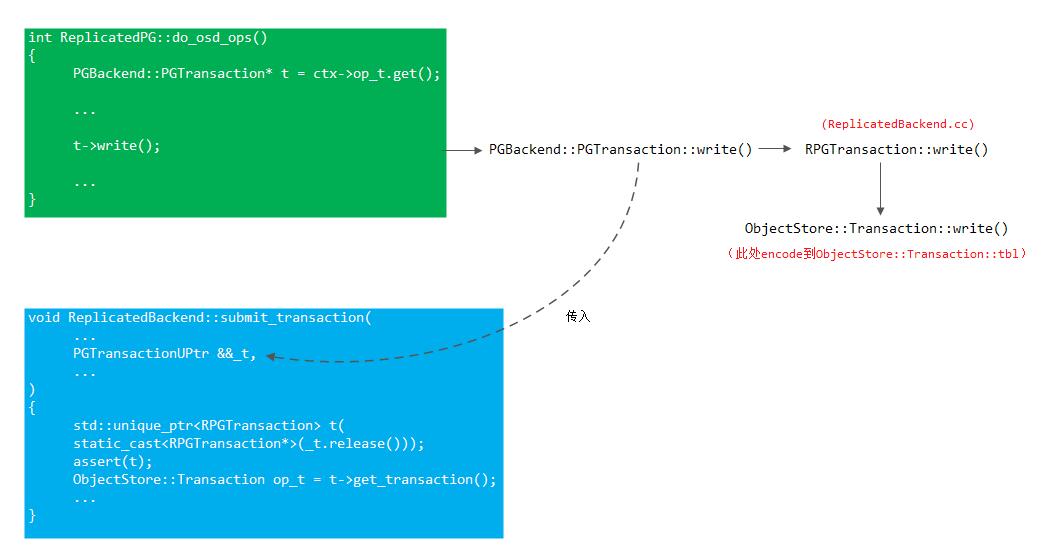 int ReplicatedPG::do_osd_ops()
{
PGBackend::PGTransaction* t = ctx->op_t.get();
...
t->write();
...
}
PGBackend::PGTransaction::write()
(ReplicatedBackend.cc)
RPGTransaction::write()
ObjectStore::Transaction::write()
(此处encode到ObjectStore::Transaction::tbl)
传入
void ReplicatedBackend::submit_transaction(
...
PGTransactionUPtr &&_t,
...
)
{
std::unique_ptr<RPGTransaction> t(
static_cast<RPGTransaction*>(_t.release()));
assert(t);
ObjectStore::Transaction op_t = t->get_transaction();
...
}